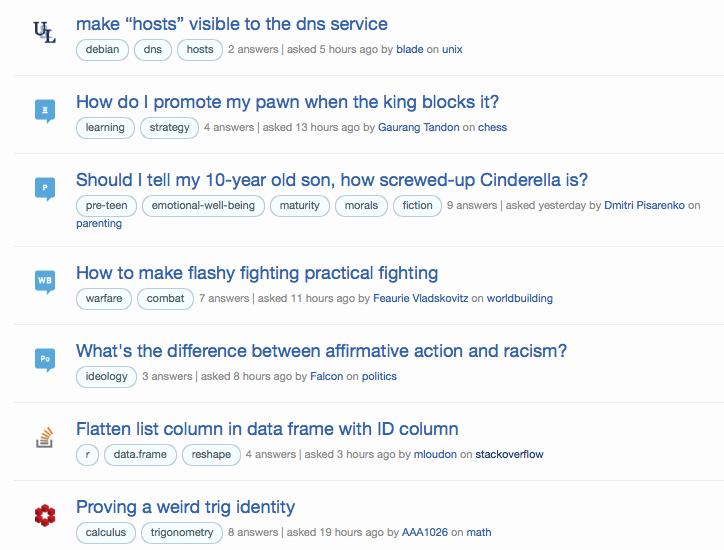 UL
make “hosts” visible to the dns service
debian dns hosts 2 answers | asked 5 hours ago by blade on unix
How do I promote my pawn when the king blocks it?
learning strategy 4 answers | asked 13 hours ago by Gaurang Tandon on chess
P
Should I tell my 10-year old son, how screwed-up Cinderella is?
pre-teen emotional-well-being maturity morals fiction 9 answers | asked yesterday by Dmitri Pisarenko on
parenting
WB
How to make flashy fighting practical fighting
warfare combat 7 answers | asked 11 hours ago by Feaurie Vladskovitz on worldbuilding
Po
What's the difference between affirmative action and racism?
ideology 3 answers | asked 8 hours ago by Falcon on politics
Flatten list column in data frame with ID column
r data.frame reshape 4 answers | asked 3 hours ago by mloudon on stackoverflow
Proving a weird trig identity
calculus trigonometry 8 answers | asked 19 hours ago by AAA1026 on math